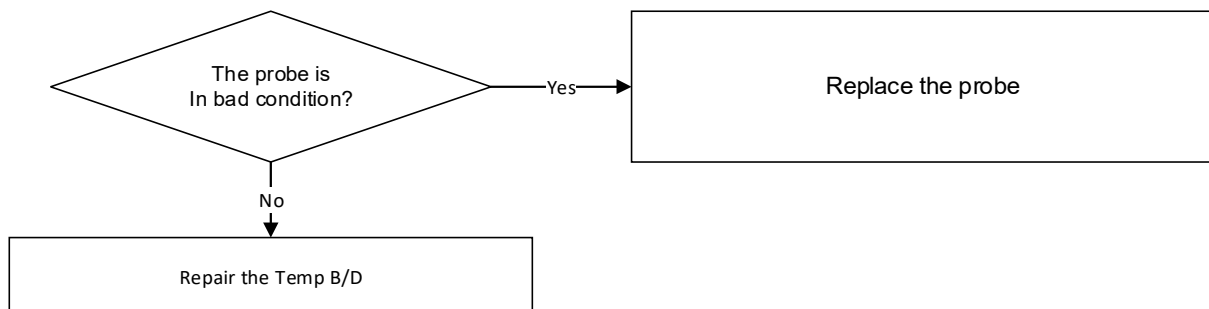 The probe is
In bad condition?
Yes
Replace the probe
No
Repair the Temp B/D